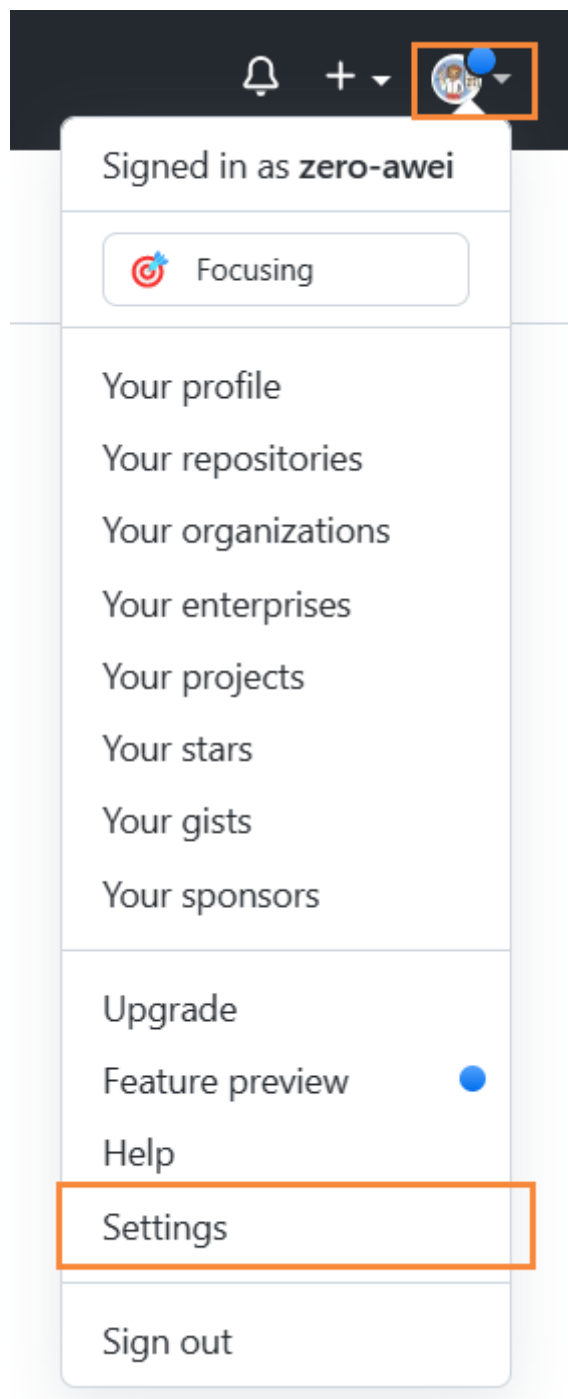 Signed in as zero-awei
Focusing
Your profile
Your repositories
Your organizations
Your enterprises
Your projects
Your stars
Your gists
Your sponsors
Upgrade
Feature preview
Help
Settings
Sign out